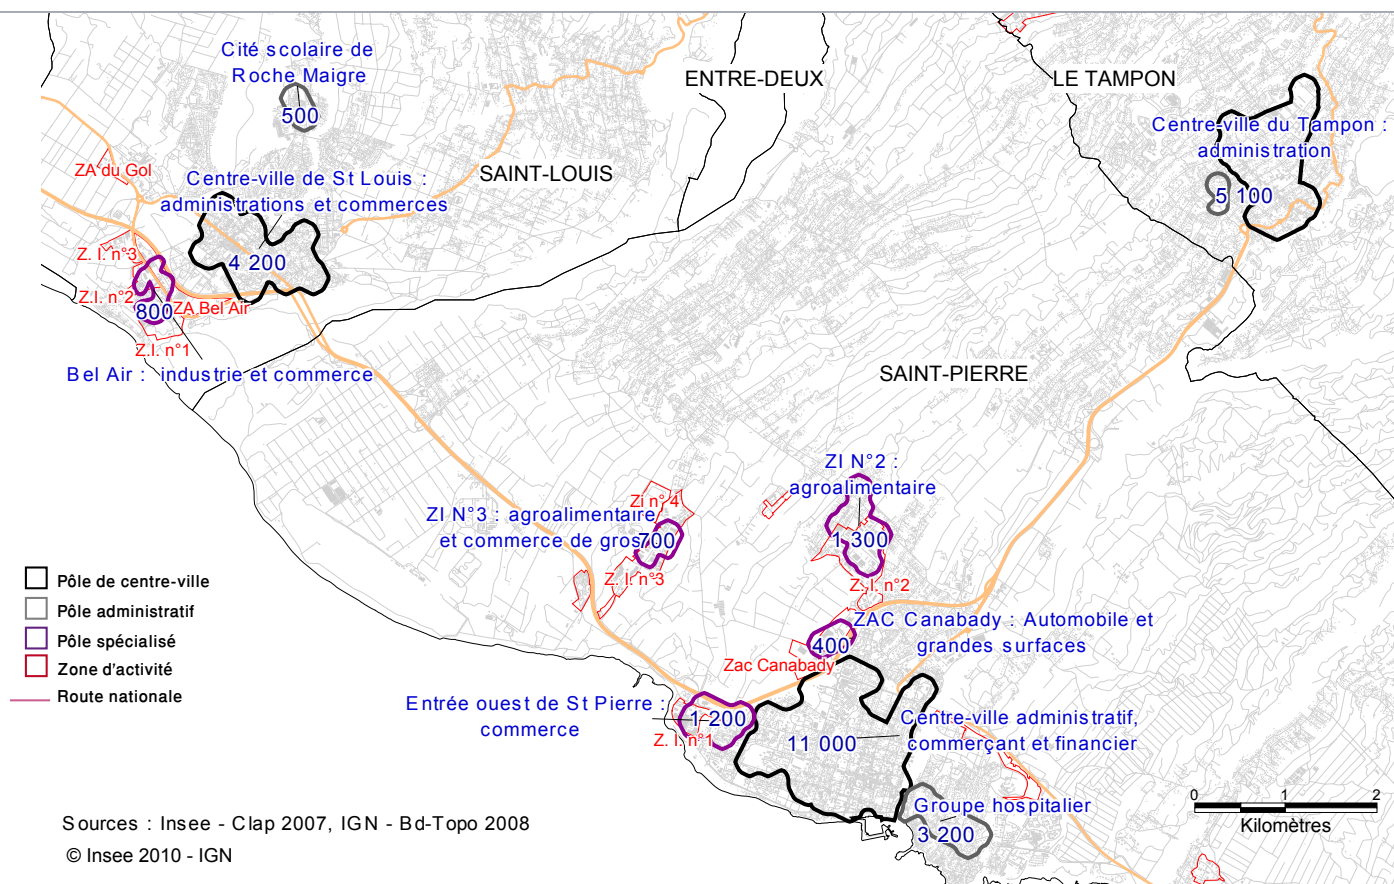 Cité scolaire de
Roche Maigre
500
ENTRE-DEUX
LE TAMPON
Centre-ville du Tampon :
administration
5 100
ZA du Gol
Centre-ville de St Louis :
administrations et commerces
4 200
SAINT-LOUIS
Z. I. n°3
Z.I. n°2
800
ZA Bel Air
Z.I. n°1
Bel Air : industrie et commerce
SAINT-PIERRE
ZI N°2 :
agroalimentaire
1 300
Z. I. n°2
Zi n° 4
ZI N°3 : agroalimentaire
et commerce de gros
700
Z. I. n°3
Pôle de centre-ville
Pôle administratif
Pôle spécialisé
Zone d'activité
Route nationale
ZAC Canabady : Automobile et
grandes surfaces
400
Zac Canabady
Entrée ouest de St Pierre :
commerce
1 200
Z. I. n°1
11 000
Centre-ville administratif,
commerçant et financier
Groupe hospitalier
3 200
0 1 2
Kilomètres
Sources : Insee - Clap 2007, IGN - Bd-Topo 2008
© Insee 2010 - IGN